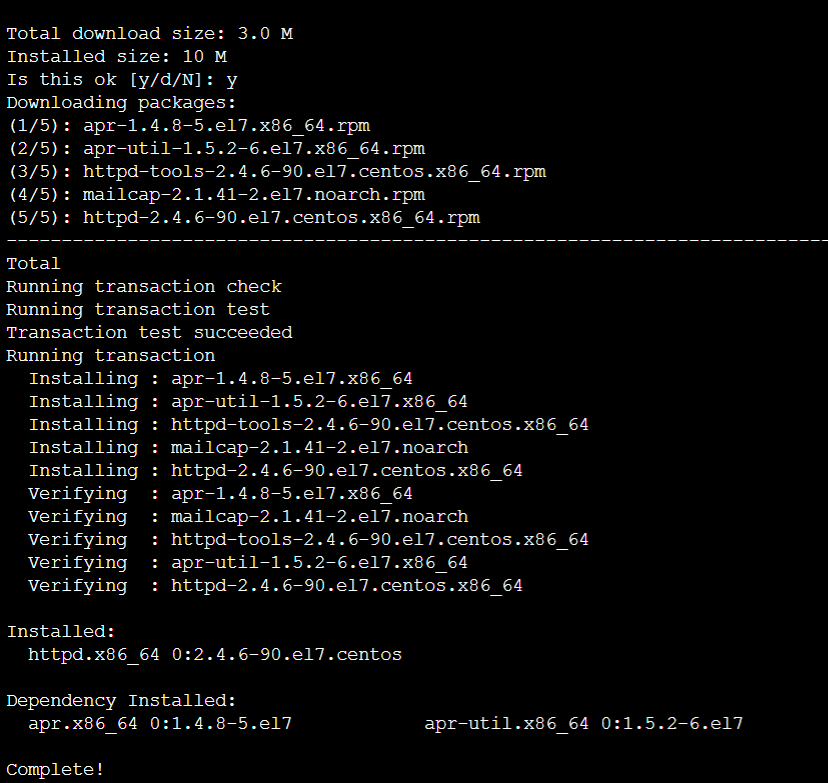 Total download size: 3.0 M
Installed size: 10 M
Is this ok [y/d/N]: y
Downloading packages:
(1/5): apr-1.4.8-5.el7.x86_64.rpm
(2/5): apr-util-1.5.2-6.el7.x86_64.rpm
(3/5): httpd-tools-2.4.6-90.el7.centos.x86_64.rpm
(4/5): mailcap-2.1.41-2.el7.noarch.rpm
(5/5): httpd-2.4.6-90.el7.centos.x86_64.rpm
---------------------------------------------------------------------------
Total
Running transaction check
Running transaction test
Transaction test succeeded
Running transaction
  Installing : apr-1.4.8-5.el7.x86_64
  Installing : apr-util-1.5.2-6.el7.x86_64
  Installing : httpd-tools-2.4.6-90.el7.centos.x86_64
  Installing : mailcap-2.1.41-2.el7.noarch
  Installing : httpd-2.4.6-90.el7.centos.x86_64
  Verifying  : apr-1.4.8-5.el7.x86_64
  Verifying  : mailcap-2.1.41-2.el7.noarch
  Verifying  : httpd-tools-2.4.6-90.el7.centos.x86_64
  Verifying  : apr-util-1.5.2-6.el7.x86_64
  Verifying  : httpd-2.4.6-90.el7.centos.x86_64
Installed:
  httpd.x86_64 0:2.4.6-90.el7.centos
Dependency Installed:
  apr.x86_64 0:1.4.8-5.el7            apr-util.x86_64 0:1.5.2-6.el7
Complete!